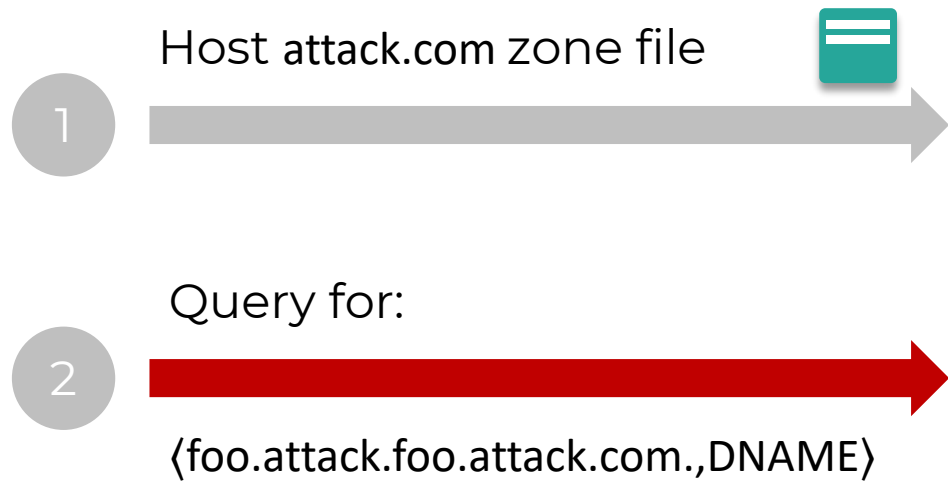 Host attack.com zone file
1
Query for:
2
⟨foo.attack.foo.attack.com.,DNAME⟩